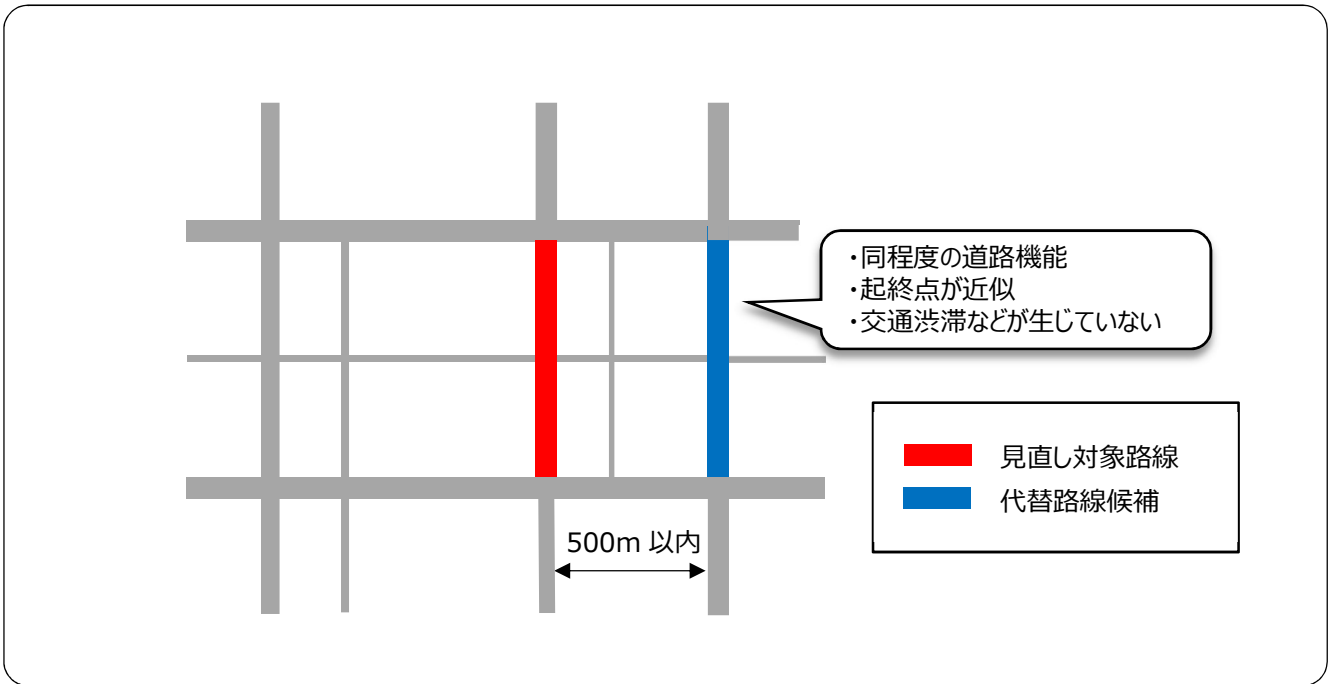 ・同程度の道路機能
・起終点が近似
・交通渋滞などが生じていない
見直し対象路線
代替路線候補
500m 以内